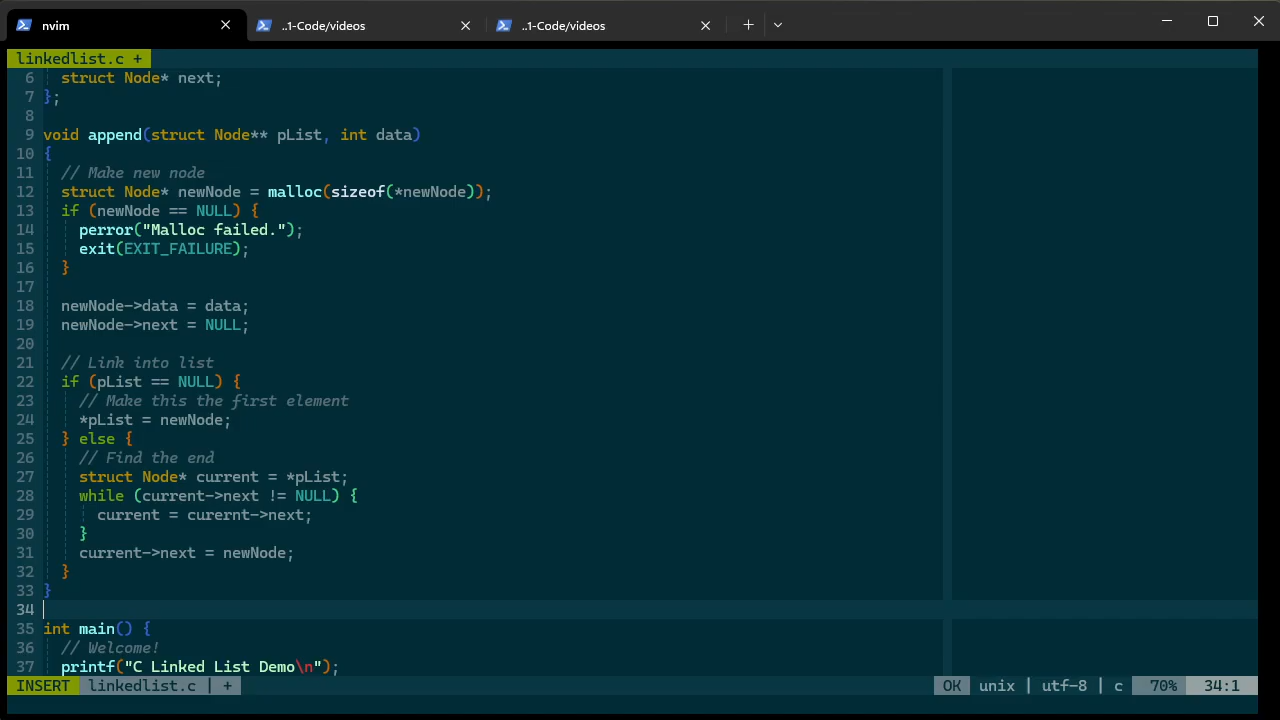 nvim
..1-Code/videos
..1-Code/videos
linkedlist.c +
6 struct Node* next;
7 };
8
9 void append(struct Node** pList, int data)
10 {
11 // Make new node
12 struct Node* newNode = malloc(sizeof(*newNode));
13 if (newNode == NULL) {
14 perror("Malloc failed.");
15 exit(EXIT_FAILURE);
16 }
17
18 newNode->data = data;
19 newNode->next = NULL;
20
21 // Link into list
22 if (pList == NULL) {
23 // Make this the first element
24 *pList = newNode;
25 } else {
26 // Find the end
27 struct Node* current = *pList;
28 while (current->next != NULL) {
29 current = curernt->next;
30 }
31 current->next = newNode;
32 }
33 }
34
35 int main() {
36 // Welcome!
37 printf("C Linked List Demo\n");
INSERT linkedlist.c | + OK unix | utf-8 | c 70% 34:1